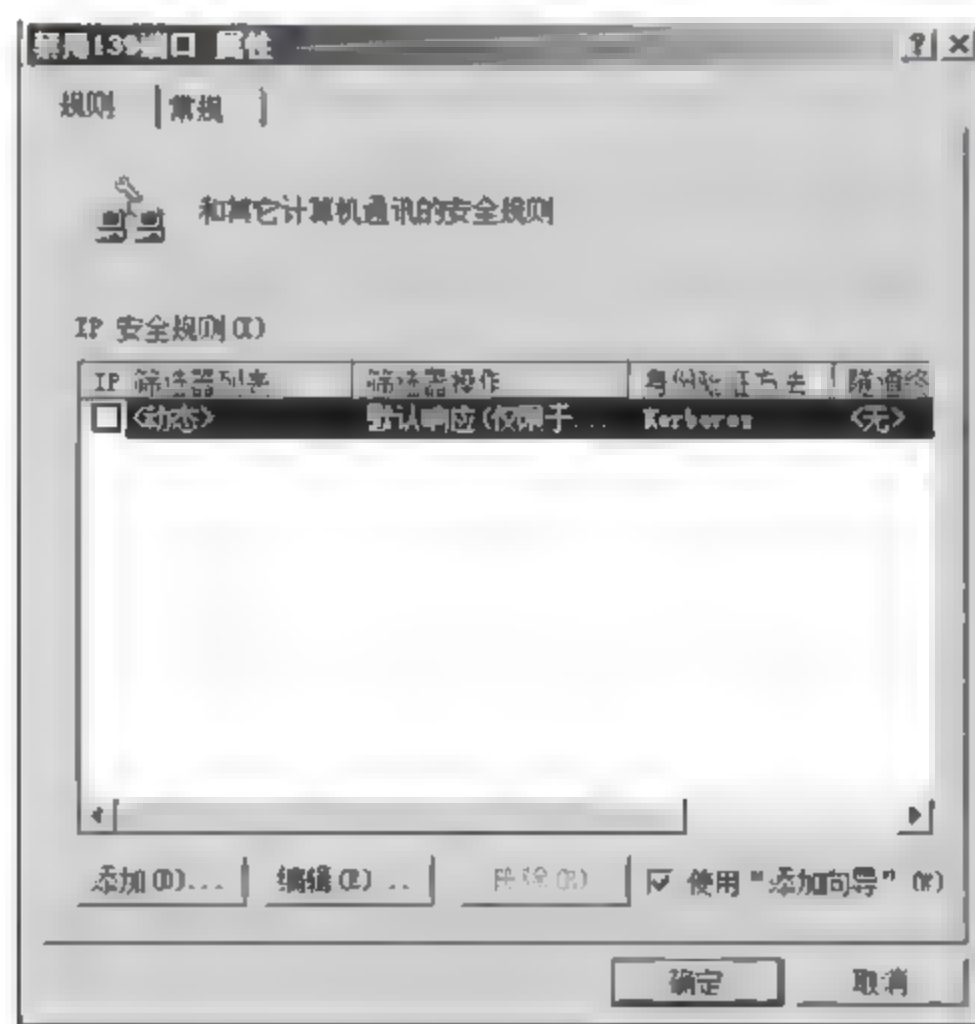 禁用139端口 属性
规则 常规
和其它计算机通讯的安全规则
IP 安全规则(I)
IP 筛选器列表 筛选器操作 身份验证方法 隧道终
<动态> 默认响应(仅限于... Kerberos <无>
添加(D)... 编辑(E)... 删除(R) 使用"添加向导"(W)
确定 取消